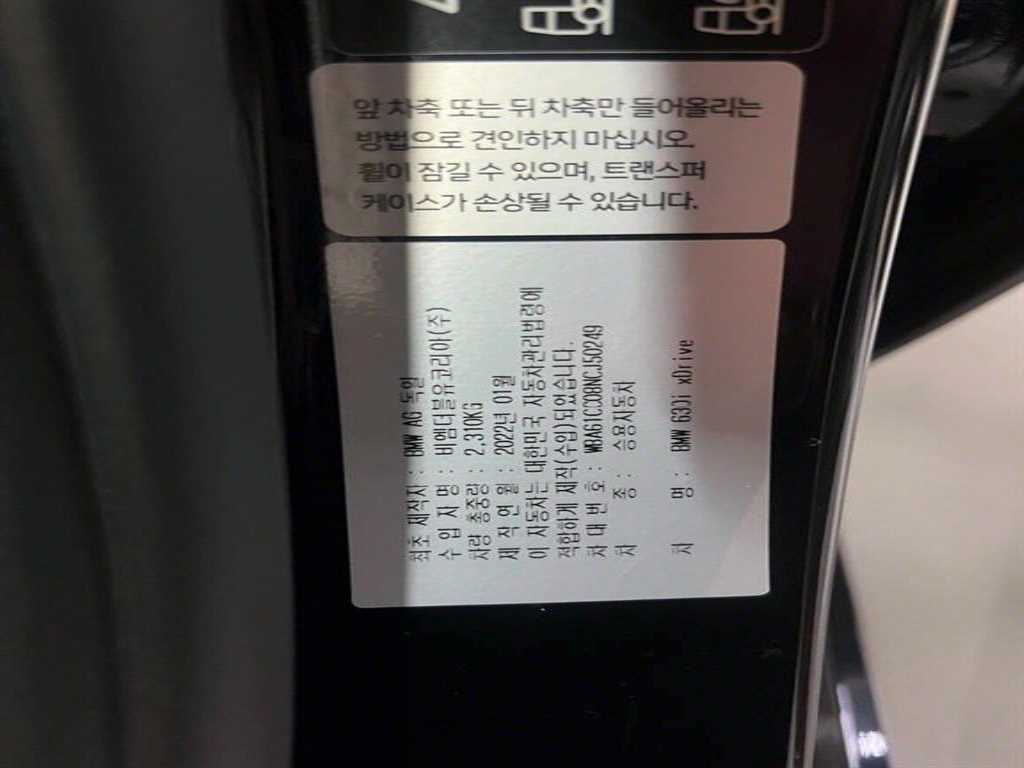 앞 차축 또는 뒤 차축만 들어올리는
방법으로 견인하지 마십시오.
휠이 잠길 수 있으며, 트랜스퍼
케이스가 손상될 수 있습니다.
최초 제작자 : BMW AG 독일
수 입 자 명 : 비엠더블유코리아(주)
차량 총중량 : 2,310KG
제 작 연 월 : 2022년 01월
이 자동차는 대한민국 자동차관리법령에
적합하게 제작(수입)되었습니다.
차 대 번 호 : WBA61CC08NCJ50249
차 종 : 승용자동차
차 명 : BMW 630i xDrive